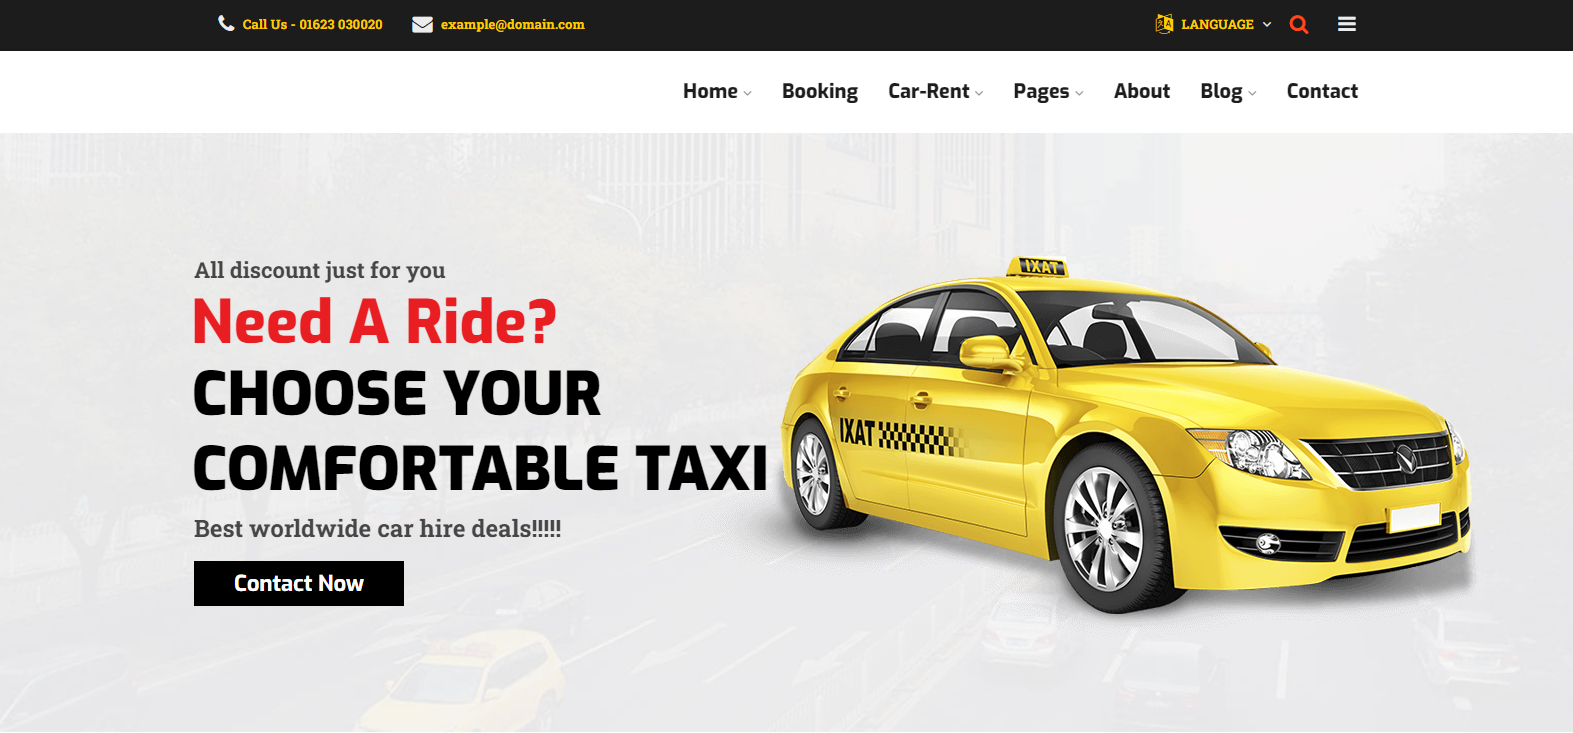 Call Us - 01623 030020
example@domain.com
LANGUAGE
Home
Booking
Car-Rent
Pages
About
Blog
Contact
All discount just for you
Need A Ride?
CHOOSE YOUR
COMFORTABLE TAXI
Best worldwide car hire deals!!!!!
Contact Now
IXAT
IXAT